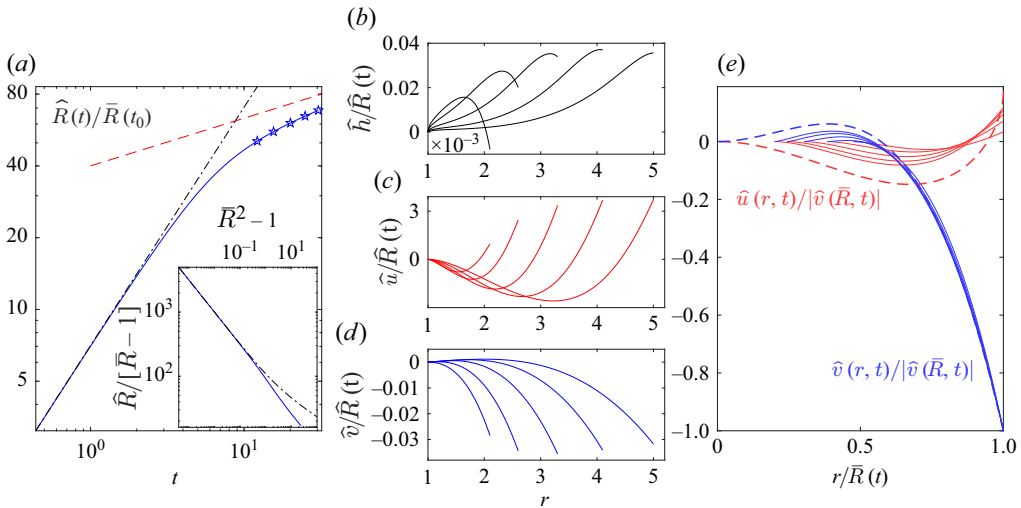 (a)
80
40
20
10
5
R̂(t)/R̄(t₀)
10⁰
10¹
t
R̄² – 1
10⁻¹
10¹
10³
10²
R̂/[R̄ – 1]
(b)
0.04
0.02
0
×10⁻³
1 2 3 4 5
ĥ/R̂(t)
(c)
3
0
1 2 3 4 5
û/R̂(t)
(d)
0
–0.01
–0.02
–0.03
1 2 3 4 5
v̂/R̂(t)
r
(e)
0
–0.2
–0.4
–0.6
–0.8
–1.0
û(r, t)/|v̂(R̄, t)|
v̂(r, t)/|v̂(R̄, t)|
0 0.5 1.0
r/R̄(t)